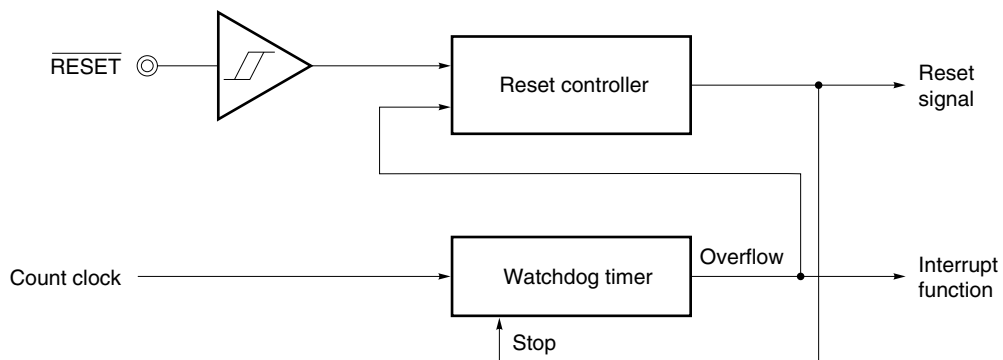 RESET
Reset controller
Reset
signal
Count clock
Watchdog timer
Overflow
Interrupt
function
Stop